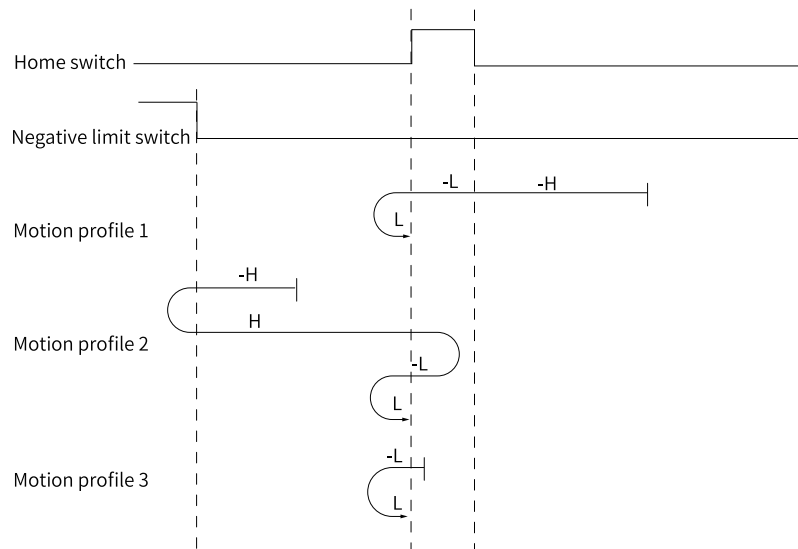 Home switch
Negative limit switch
-L
-H
L
Motion profile 1
-H
H
Motion profile 2
-L
L
-L
Motion profile 3
L